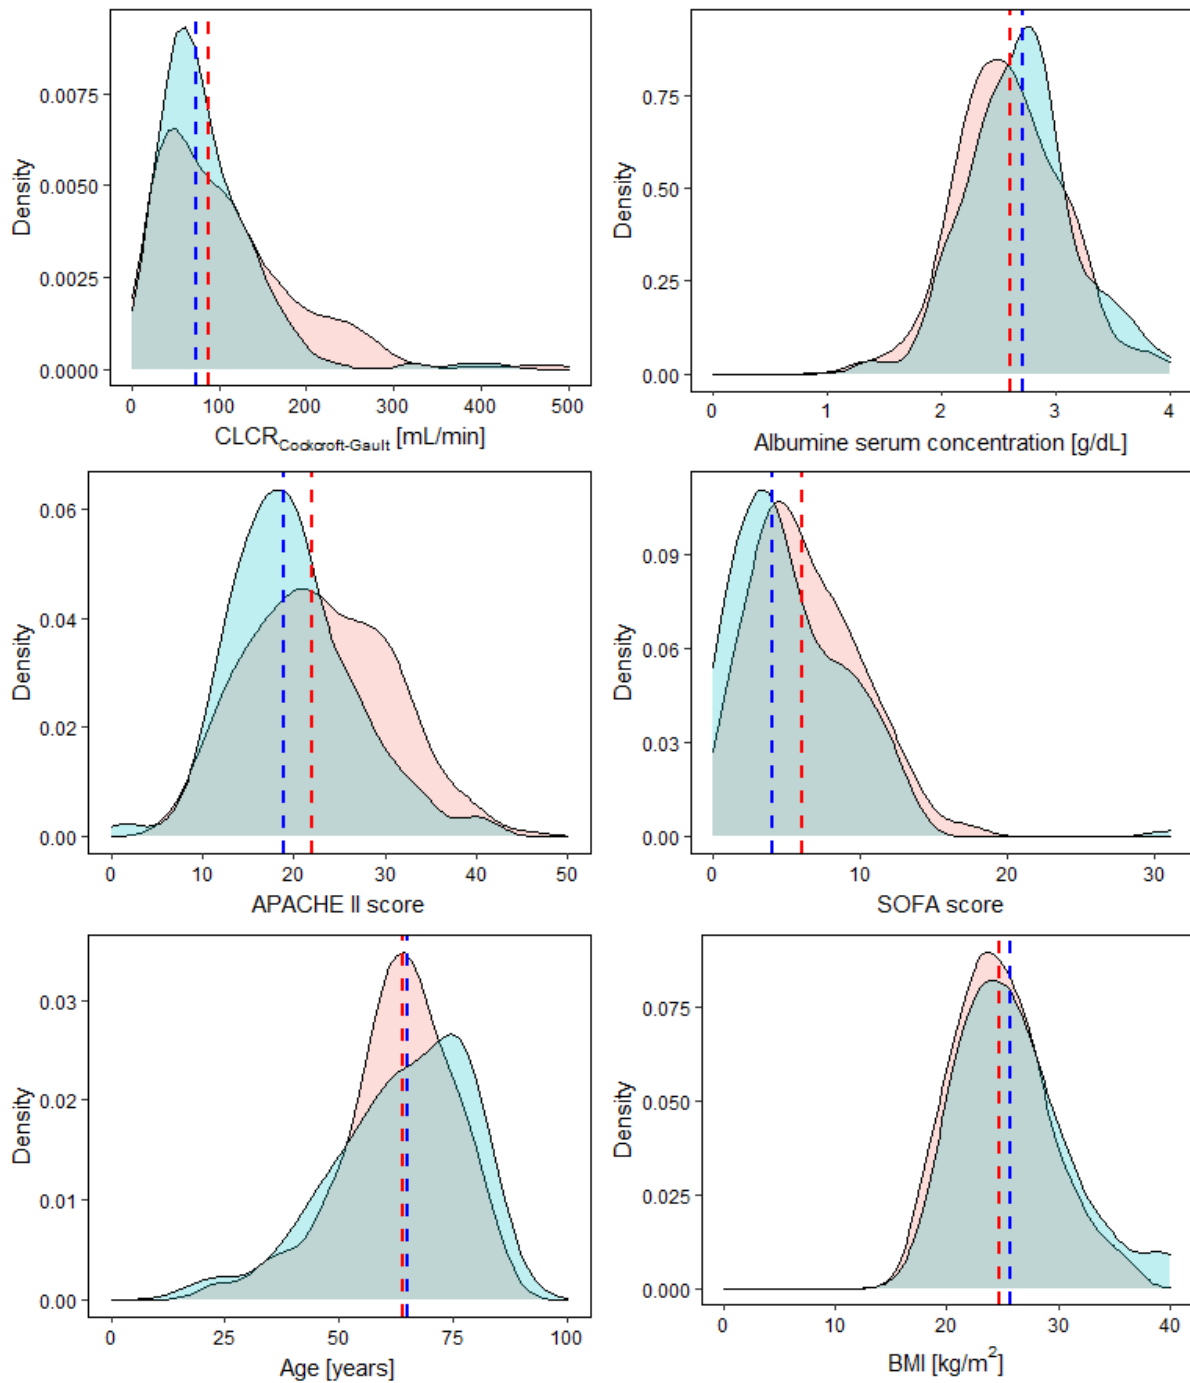 Density
0.0075
0.0050
0.0025
0.0000
0 100 200 300 400 500
CLCR Cockcroft-Gault [mL/min]
Density
0.75
0.50
0.25
0.00
0 1 2 3 4
Albumine serum concentration [g/dL]
Density
0.06
0.04
0.02
0.00
0 10 20 30 40 50
APACHE II score
Density
0.09
0.06
0.03
0.00
0 10 20 30
SOFA score
Density
0.03
0.02
0.01
0.00
0 25 50 75 100
Age [years]
Density
0.075
0.050
0.025
0.000
0 10 20 30 40
BMI [kg/m²]